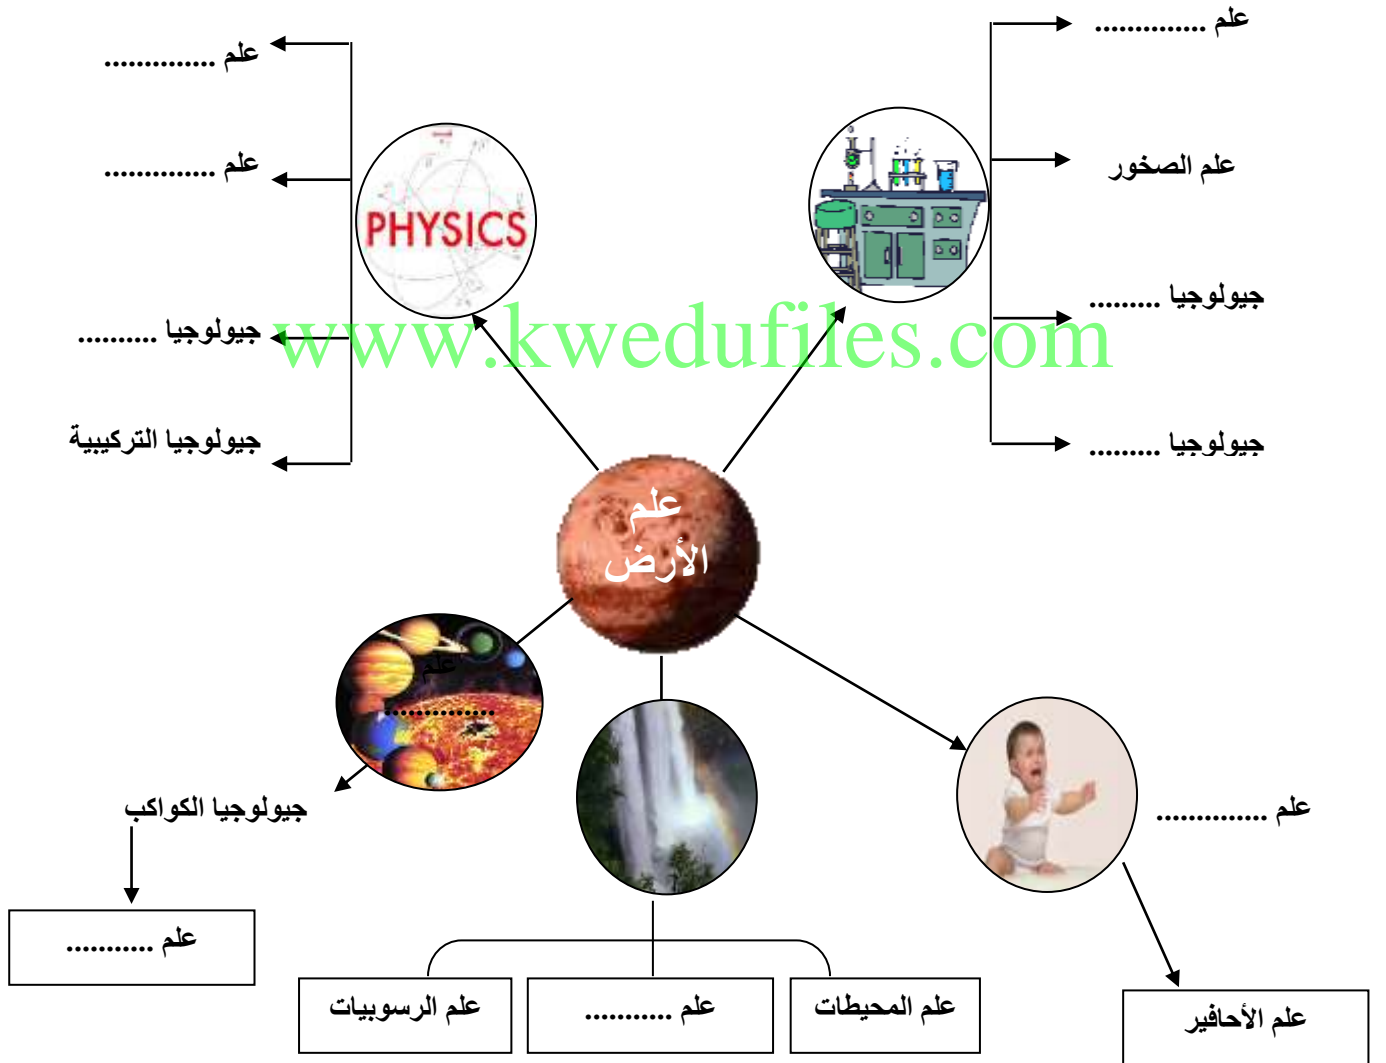 علم ..............
علم الصخور
جيولوجيا .........
جيولوجيا .........
علم ..............
علم ..............
جيولوجيا ..........
جيولوجيا التركيبية
PHYSICS
www.kwedufiles.com
علم
الأرض
علم
..............
جيولوجيا الكواكب
علم ...........
علم ..............
علم الأحافير
علم المحيطات
علم ...........
علم الرسوبيات